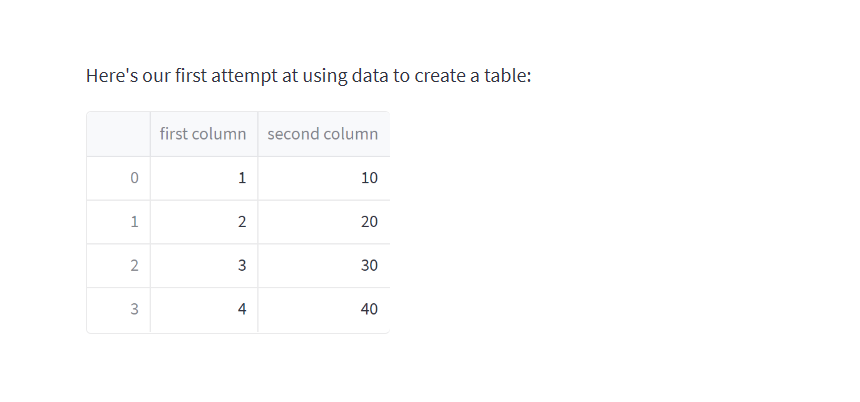 Here's our first attempt at using data to create a table:
first column second column
0 1 10
1 2 20
2 3 30
3 4 40